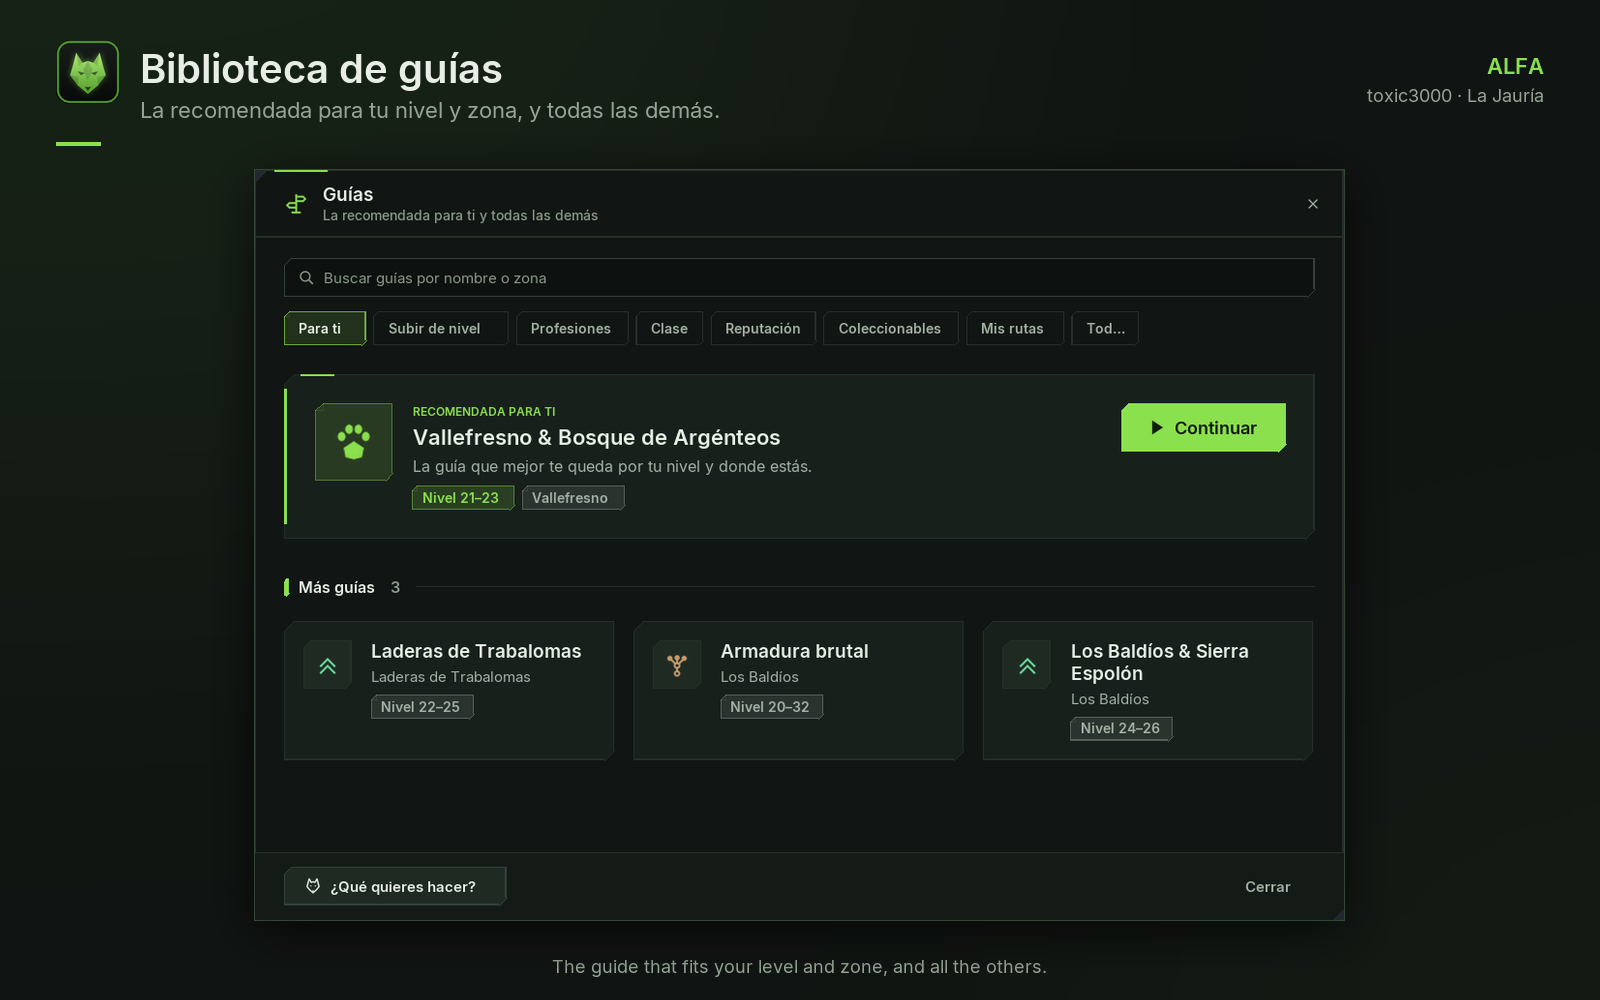 Biblioteca de guías
La recomendada para tu nivel y zona, y todas las demás.
ALFA
toxic3000 · La Jauría
Guías
La recomendada para ti y todas las demás
Buscar guías por nombre o zona
Para ti
Subir de nivel
Profesiones
Clase
Reputación
Coleccionables
Mis rutas
Tod...
RECOMENDADA PARA TI
Vallefresno & Bosque de Argénteos
La guía que mejor te queda por tu nivel y donde estás.
Nivel 21–23
Vallefresno
Continuar
Más guías 3
Laderas de Trabalomas
Laderas de Trabalomas
Nivel 22–25
Armadura brutal
Los Baldíos
Nivel 20–32
Los Baldíos & Sierra
Espolón
Los Baldíos
Nivel 24–26
¿Qué quieres hacer?
Cerrar
The guide that fits your level and zone, and all the others.